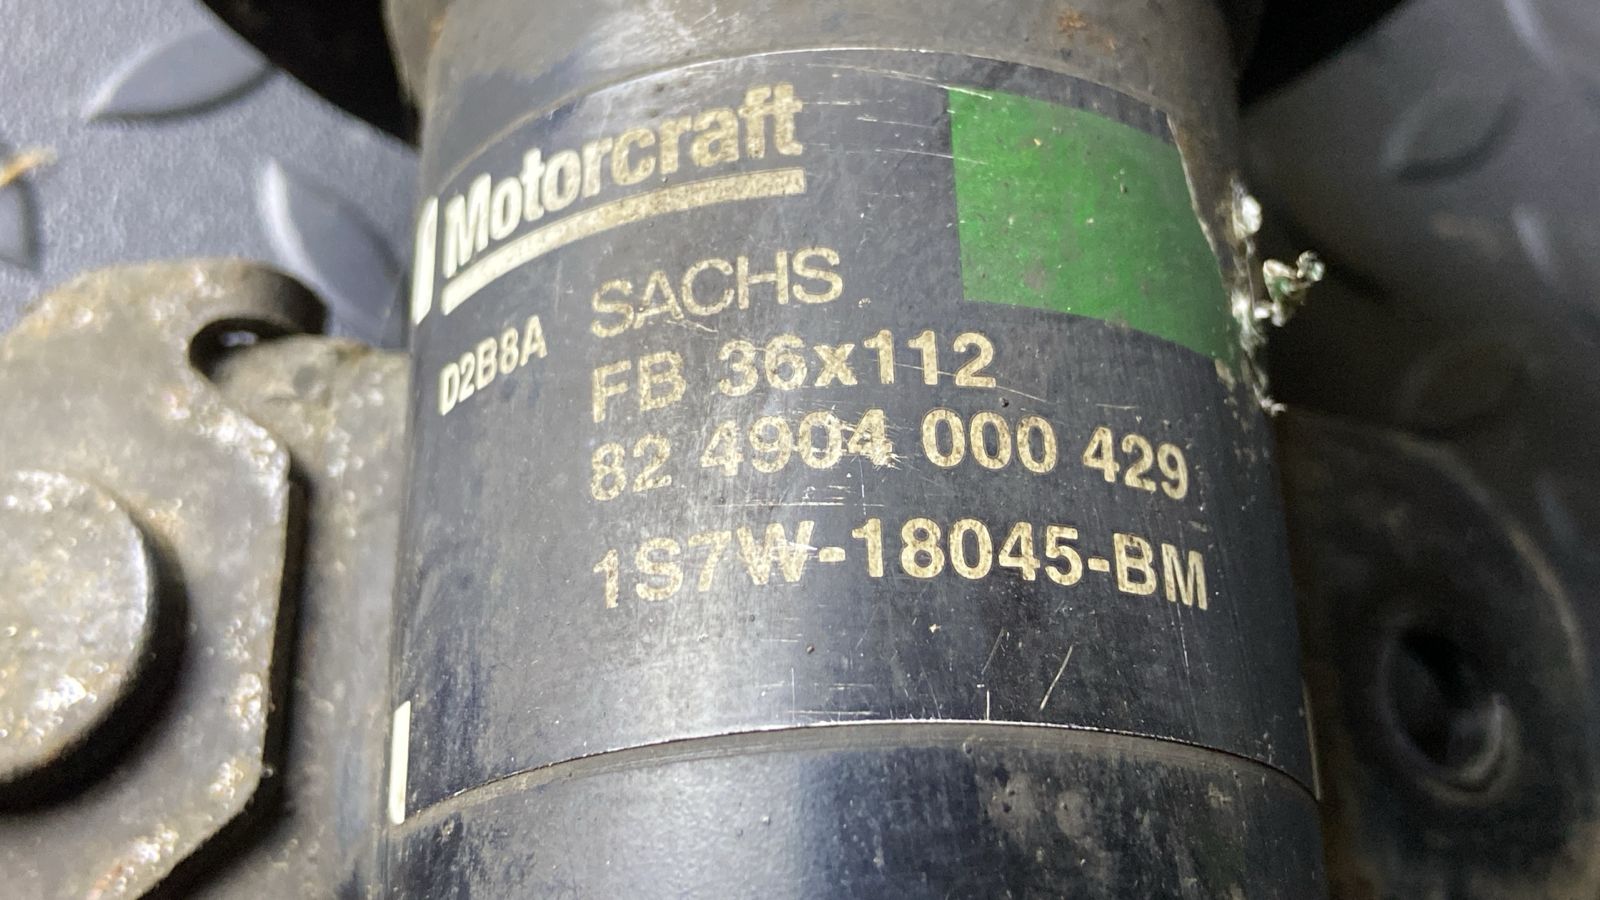 Motorcraft
D2B8A
SACHS
FB 36x112
82 4904 000 429
1S7W-18045-BM